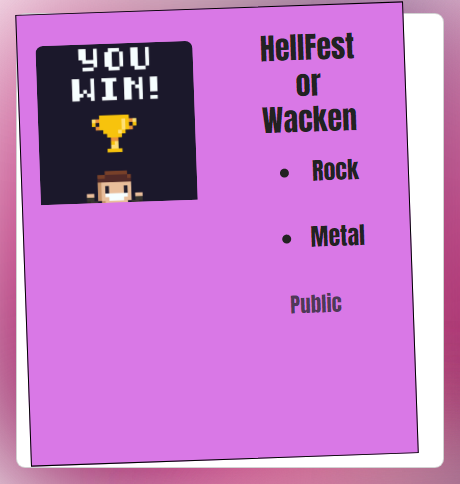 YOU
WIN!
HellFest
or
Wacken
• Rock
• Metal
Public